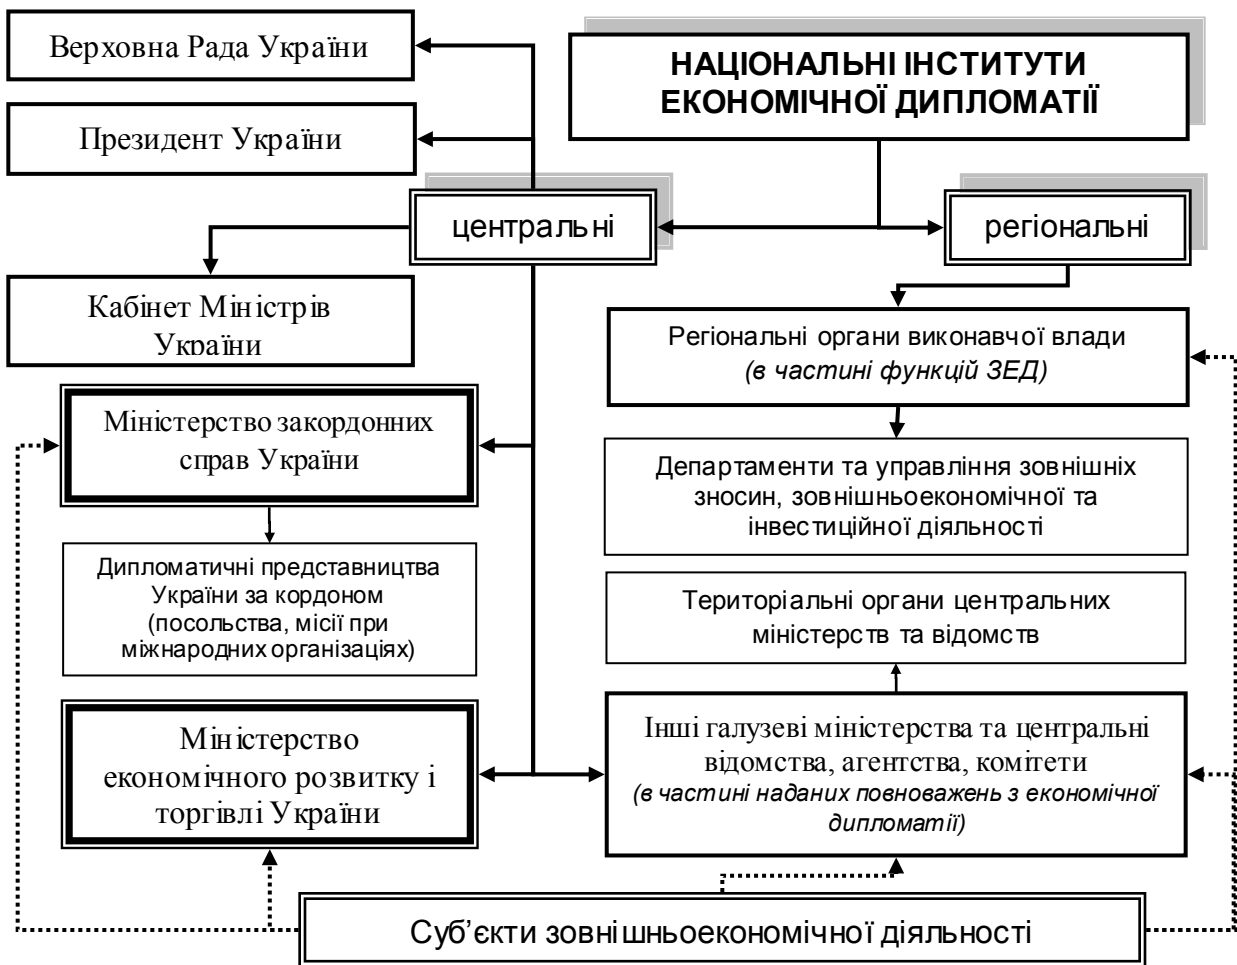 Верховна Рада України
НАЦІОНАЛЬНІ ІНСТИТУТИ
ЕКОНОМІЧНОЇ ДИПЛОМАТІЇ
Президент України
центральні
регіональні
Кабінет Міністрів
України
Регіональні органи виконавчої влади
(в частині функцій ЗЕД)
Міністерство закордонних
справ України
Департаменти та управління зовнішніх
зносин, зовнішньоекономічної та
інвестиційної діяльності
Дипломатичні представництва
України за кордоном
(посольства, місії при
міжнародних організаціях)
Територіальні органи центральних
міністерств та відомств
Міністерство
економічного розвитку і
торгівлі України
Інші галузеві міністерства та центральні
відомства, агентства, комітети
(в частині наданих повноважень з економічної
дипломатії)
Суб’єкти зовнішньоекономічної діяльності